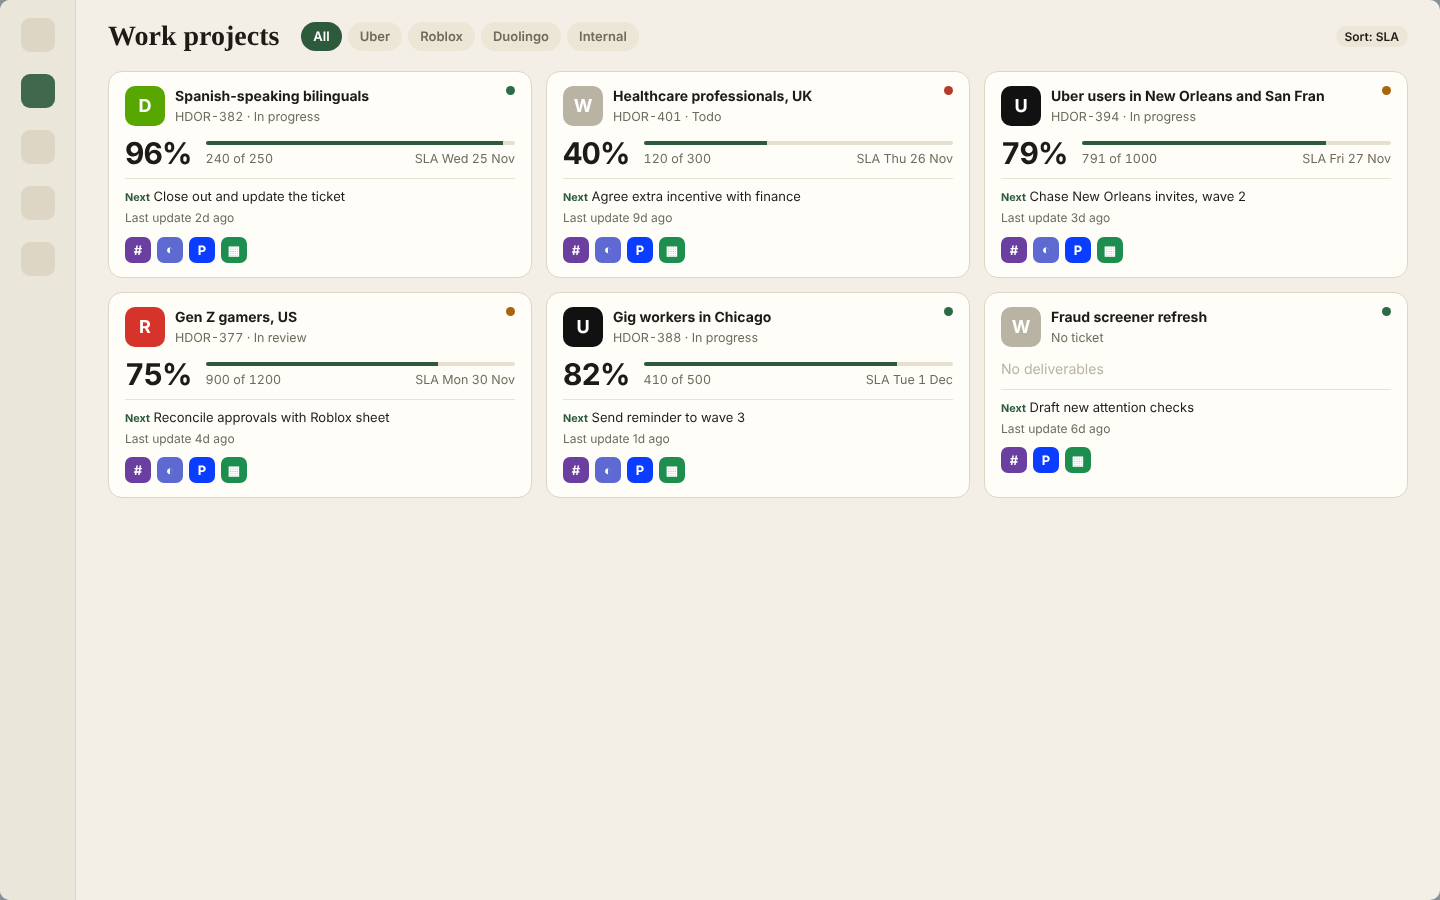 Work projects
All
Uber
Roblox
Duolingo
Internal
Sort: SLA
D
Spanish-speaking bilinguals
HDOR-382 · In progress
96%
240 of 250
SLA Wed 25 Nov
Next Close out and update the ticket
Last update 2d ago
# P
W
Healthcare professionals, UK
HDOR-401 · Todo
40%
120 of 300
SLA Thu 26 Nov
Next Agree extra incentive with finance
Last update 9d ago
# P
U
Uber users in New Orleans and San Fran
HDOR-394 · In progress
79%
791 of 1000
SLA Fri 27 Nov
Next Chase New Orleans invites, wave 2
Last update 3d ago
# P
R
Gen Z gamers, US
HDOR-377 · In review
75%
900 of 1200
SLA Mon 30 Nov
Next Reconcile approvals with Roblox sheet
Last update 4d ago
# P
U
Gig workers in Chicago
HDOR-388 · In progress
82%
410 of 500
SLA Tue 1 Dec
Next Send reminder to wave 3
Last update 1d ago
# P
W
Fraud screener refresh
No ticket
No deliverables
Next Draft new attention checks
Last update 6d ago
# P